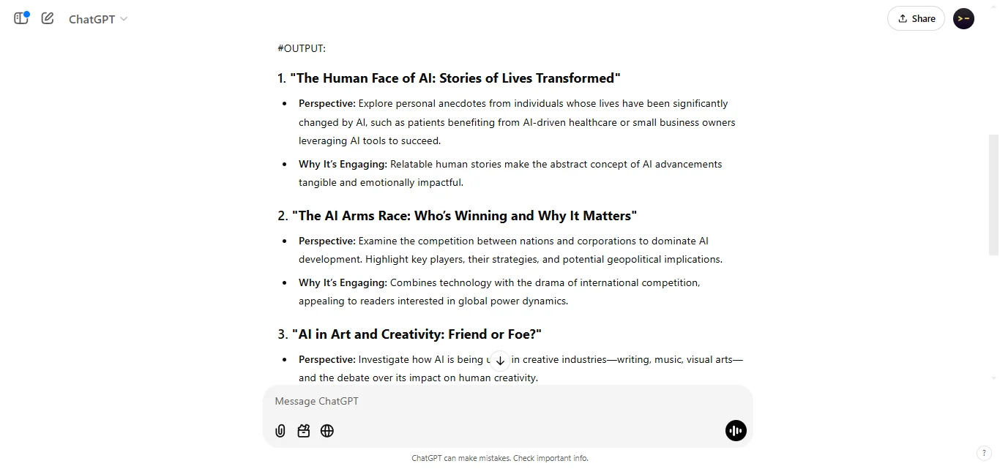 ChatGPT
Share
#OUTPUT:
1. "The Human Face of AI: Stories of Lives Transformed"
Perspective: Explore personal anecdotes from individuals whose lives have been significantly
changed by AI, such as patients benefiting from AI-driven healthcare or small business owners
leveraging AI tools to succeed.
Why It’s Engaging: Relatable human stories make the abstract concept of AI advancements
tangible and emotionally impactful.
2. "The AI Arms Race: Who’s Winning and Why It Matters"
Perspective: Examine the competition between nations and corporations to dominate AI
development. Highlight key players, their strategies, and potential geopolitical implications.
Why It’s Engaging: Combines technology with the drama of international competition,
appealing to readers interested in global power dynamics.
3. "AI in Art and Creativity: Friend or Foe?"
Perspective: Investigate how AI is being in creative industries—writing, music, visual arts—
and the debate over its impact on human creativity.
Message ChatGPT
ChatGPT can make mistakes. Check important info.
?